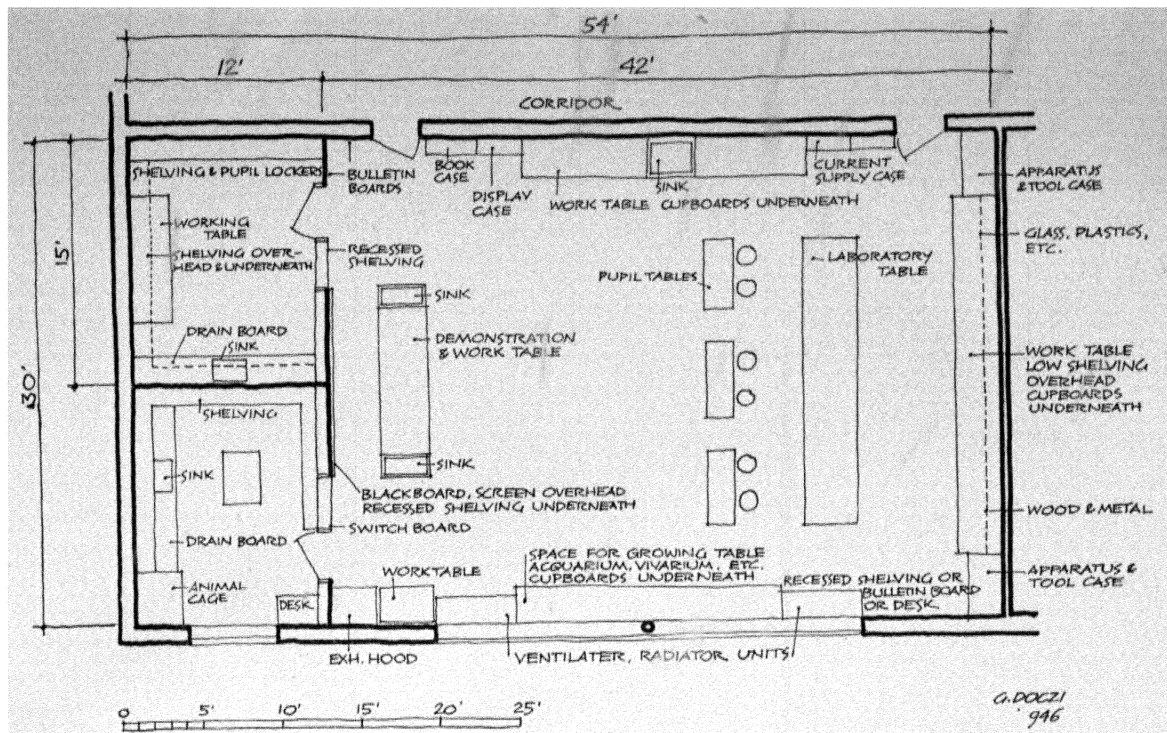 54'
12'
42'
CORRIDOR
SHELVING & PUPIL LOCKERS
BULLETIN
BOARDS
BOOK
CASE
DISPLAY
CASE
SINK
WORK TABLE CUPBOARDS UNDERNEATH
CURRENT
SUPPLY CASE
APPARATUS
& TOOL CASE
WORKING
TABLE
SHELVING OVER-
HEAD & UNDERNEATH
RECESSED
SHELVING
PUPIL TABLES
LABORATORY
TABLE
GLASS, PLASTICS,
ETC.
15'
30'
SINK
DEMONSTRATION
& WORK TABLE
DRAIN BOARD
SINK
WORK TABLE
LOW SHELVING
OVERHEAD
CUPBOARDS
UNDERNEATH
SHELVING
SINK
SINK
BLACKBOARD, SCREEN OVERHEAD
RECESSED SHELVING UNDERNEATH
SWITCH BOARD
WOOD & METAL
DRAIN BOARD
ANIMAL
CAGE
DESK
WORKTABLE
SPACE FOR GROWING TABLE
ACQUARIUM, VIVARIUM, ETC.
CUPBOARDS UNDERNEATH
RECESSED SHELVING OR
BULLETIN BOARD
OR DESK
APPARATUS &
TOOL CASE
EXH. HOOD
VENTILATER, RADIATOR UNITS
0 5' 10' 15' 20' 25'
G. DOCZI
946